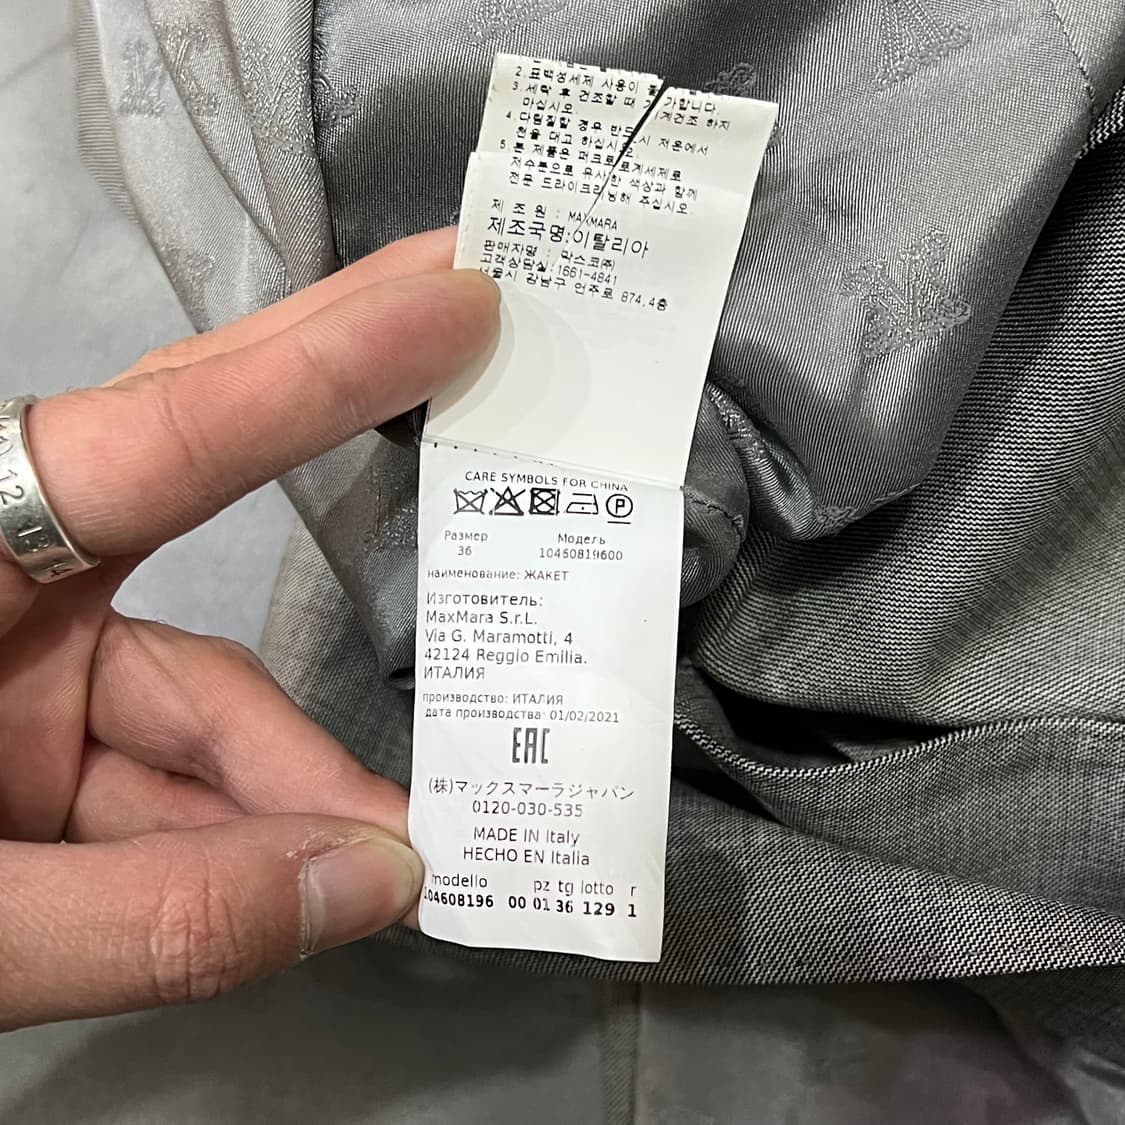 2. 표백성세제 사용이
3. 세탁 후 건조할 때 가합니다.
마십시오. 계건조 하지
4. 다림질할 경우 반드시 저온에서
천을 대고 하십시오.
5. 본 제품은 퍼크로로계세제로
저수분으로 유사한 색상과 함께
전문 드라이크리닝해 주십시오
제 조 원 : MAXMARA
제조국명:이탈리아
판매자명 : 막스코(주)
고객상담실:1661-4841
서울시 강남구 언주로 874,4층
CARE SYMBOLS FOR CHINA
P
Размер Модель
36 10460819600
наименование: ЖАКЕТ
Изготовитель:
MaxMara S.r.L.
Via G. Maramotti, 4
42124 Reggio Emilia.
ИТАЛИЯ
производство: ИТАЛИЯ
дата производства: 01/02/2021
EAC
(株)マックスマーラジャパン
0120-030-535
MADE IN Italy
HECHO EN Italia
modello pz tg lotto r
104608196 00 01 36 129 1
12